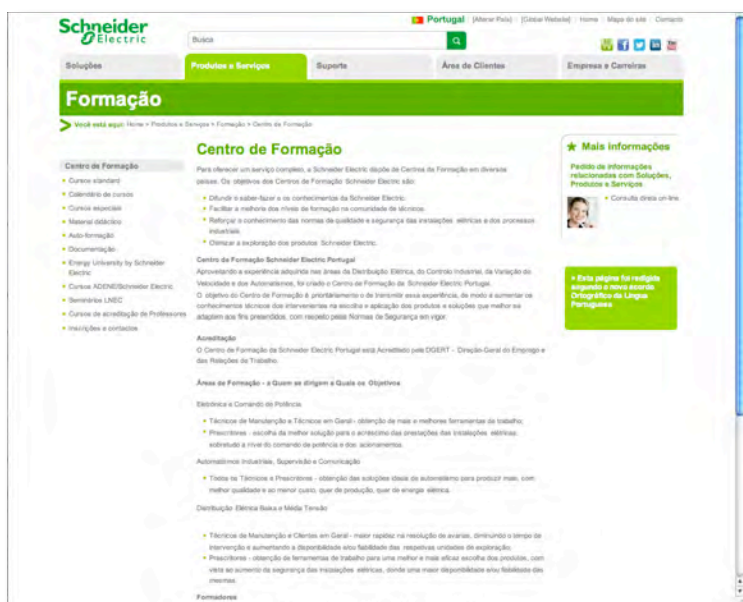 Schneider Electric
Portugal | [Alterar País] | [Global Website] | Home | Mapa do site | Contacto
Busca
Soluções
Produtos e Serviços
Suporte
Área de Clientes
Empresa e Carreiras
Formação
Você está aqui: Home > Produtos e Serviços > Formação > Centro de Formação
Centro de Formação
Cursos standard
Calendário de cursos
Cursos especiais
Material didáctico
Auto-formação
Documentação
Energy University by Schneider
Electric
Cursos ADENE/Schneider Electric
Seminários LNEC
Cursos de acreditação de Professores
Inscrições e contactos
Centro de Formação
Para oferecer um serviço completo, a Schneider Electric dispõe de Centros de Formação em diversos
países. Os objetivos dos Centros de Formação Schneider Electric são:
Difundir o saber-fazer e os conhecimentos da Schneider Electric.
Facilitar a melhoria dos níveis de formação na comunidade de técnicos.
Reforçar o conhecimento das normas de qualidade e segurança das instalações elétricas e dos processos
industriais.
Otimizar a exploração dos produtos Schneider Electric.
Centro de Formação Schneider Electric Portugal
Aproveitando a experiência adquirida nas áreas da Distribuição Elétrica, do Controlo Industrial, da Variação de
Velocidade e dos Automatismos, foi criado o Centro de Formação da Schneider Electric Portugal.
O objetivo do Centro de Formação é prioritariamente o de transmitir essa experiência, de modo a aumentar os
conhecimentos técnicos dos intervenientes na escolha e aplicação dos produtos e soluções que melhor se
adaptem aos fins pretendidos, com respeito pelas Normas de Segurança em vigor.
Acreditação
O Centro de Formação da Schneider Electric Portugal está Acreditado pela DGERT - Direção-Geral do Emprego e
das Relações de Trabalho.
Áreas de Formação - a Quem se dirigem e Quais os Objetivos
Eletrónica e Comando de Potência
Técnicos de Manutenção e Técnicos em Geral - obtenção de mais e melhores ferramentas de trabalho;
Prescritores - escolha da melhor solução para o acréscimo das prestações das instalações elétricas,
sobretudo a nível do comando de potência e dos acionamentos.
Automatismos Industriais, Supervisão e Comunicação
Todos os Técnicos e Prescritores - obtenção das soluções ideais de automatismo para produzir mais, com
melhor qualidade e ao menor custo, quer de produção, quer de energia elétrica.
Distribuição Elétrica Baixa e Média Tensão
Técnicos de Manutenção e Clientes em Geral - maior rapidez na resolução de avarias, diminuindo o tempo de
intervenção e aumentando a disponibilidade e/ou fiabilidade das respetivas unidades de exploração;
Prescritores - obtenção de ferramentas de trabalho para uma melhor e mais eficaz escolha dos produtos, com
vista ao aumento da segurança das instalações elétricas, donde uma maior disponibilidade e/ou fiabilidade das
mesmas.
Formadores
Mais informações
Pedido de informações
relacionadas com Soluções,
Produtos e Serviços
Consulta direta on-line
Esta página foi redigida
segundo o novo acordo
Ortográfico da Língua
Portuguesa